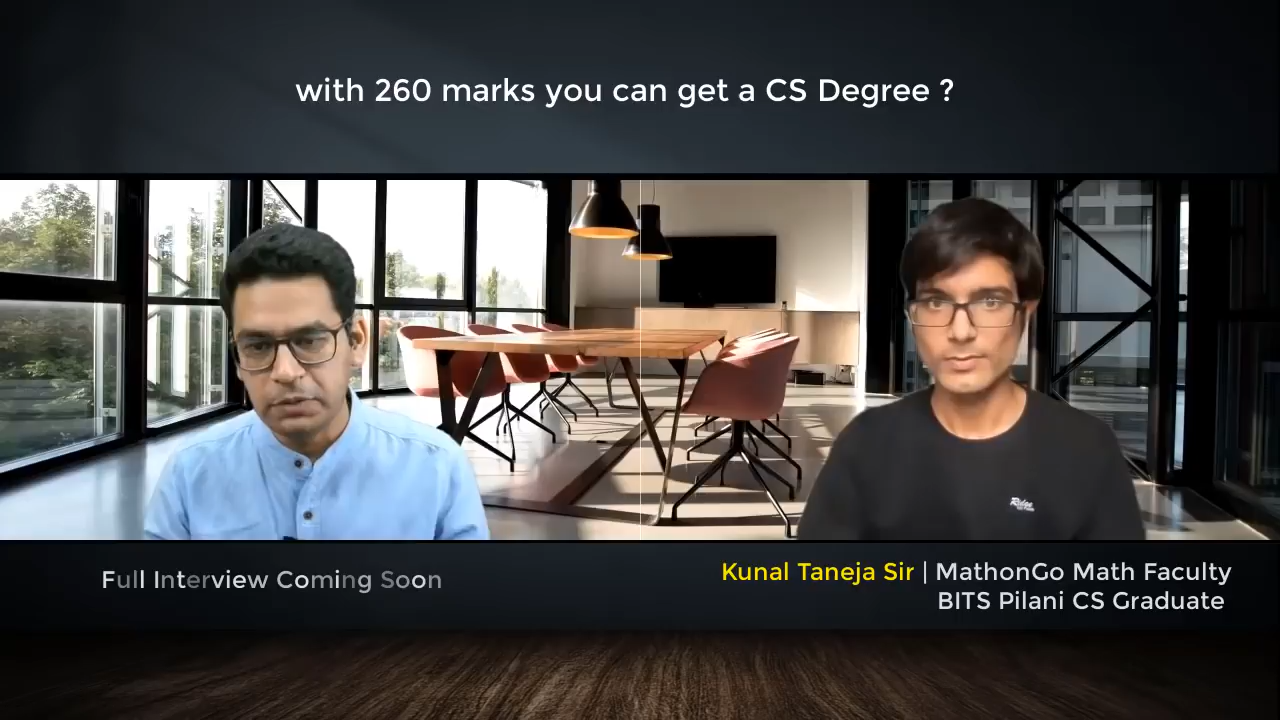 with 260 marks you can get a CS Degree ?
Full Interview Coming Soon
Kunal Taneja Sir | MathonGo Math Faculty
BITS Pilani CS Graduate